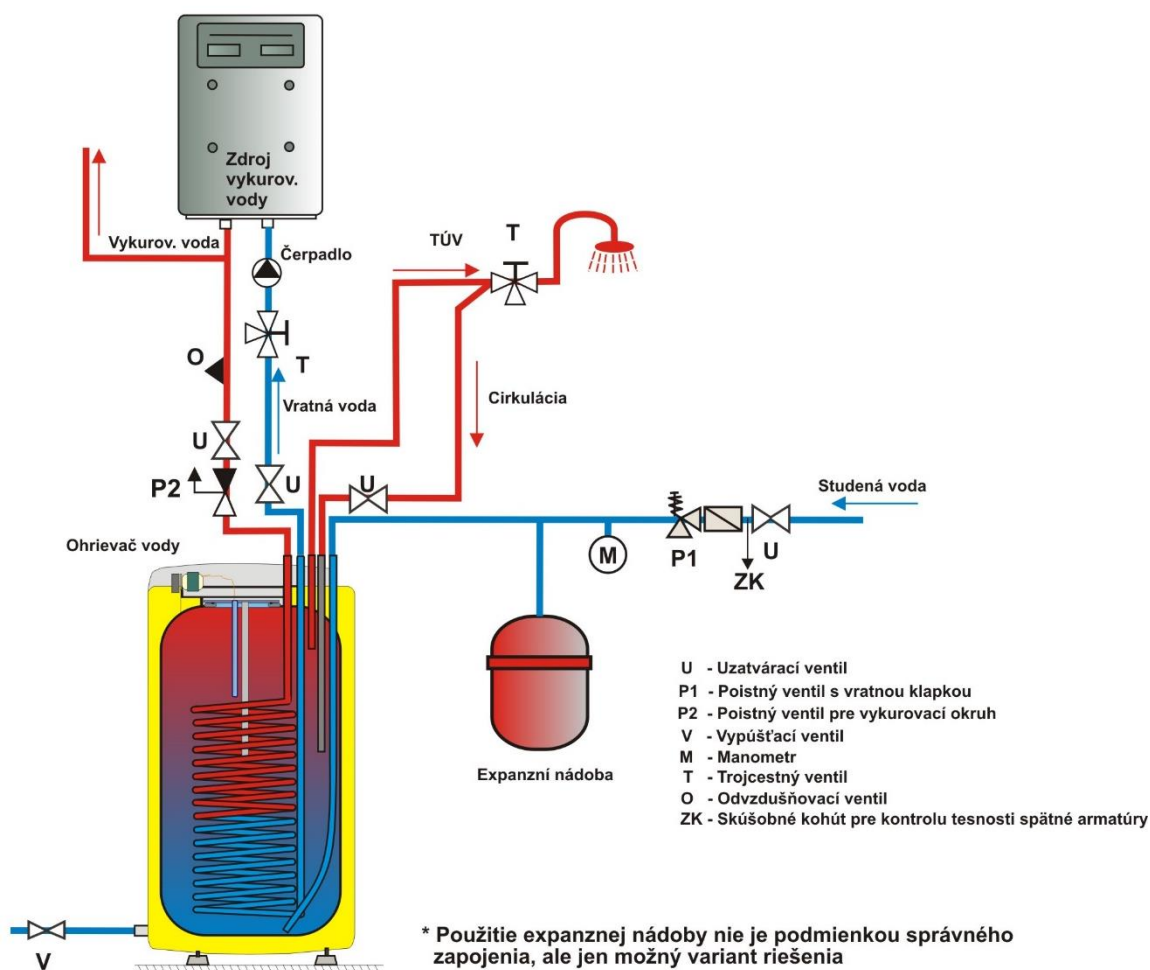 Zdroj
vykurov.
vody
Vykurov. voda
Čerpadlo
TÚV
T
O
T
Vratná voda
Cirkulácia
U
P2
U
U
Studená voda
Ohrievač vody
M
P1
U
ZK
Expanzní nádoba
U - Uzatvárací ventil
P1 - Poistný ventil s vratnou klapkou
P2 - Poistný ventil pre vykurovací okruh
V - Vypúšťací ventil
M - Manometr
T - Trojcestný ventil
O - Odvzdušňovací ventil
ZK - Skúšobné kohút pre kontrolu tesnosti spätné armatúry
V
* Použitie expanznej nádoby nie je podmienkou správného
zapojenia, ale jen možný variant riešenia